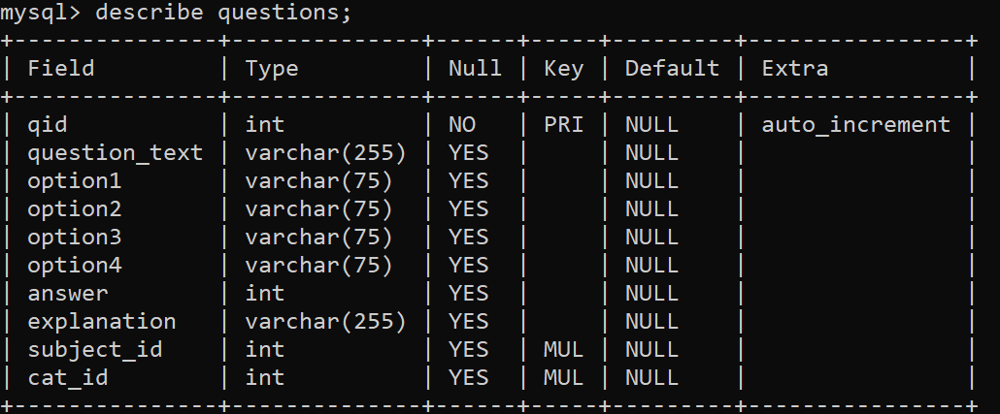 mysql> describe questions;
+---------------+--------------+------+-----+---------+----------------+
| Field         | Type         | Null | Key | Default | Extra          |
+---------------+--------------+------+-----+---------+----------------+
| qid           | int          | NO   | PRI | NULL    | auto_increment |
| question_text | varchar(255) | YES  |     | NULL    |                |
| option1       | varchar(75)  | YES  |     | NULL    |                |
| option2       | varchar(75)  | YES  |     | NULL    |                |
| option3       | varchar(75)  | YES  |     | NULL    |                |
| option4       | varchar(75)  | YES  |     | NULL    |                |
| answer        | int          | YES  |     | NULL    |                |
| explanation   | varchar(255) | YES  |     | NULL    |                |
| subject_id    | int          | YES  | MUL | NULL    |                |
| cat_id        | int          | YES  | MUL | NULL    |                |
+---------------+--------------+------+-----+---------+----------------+